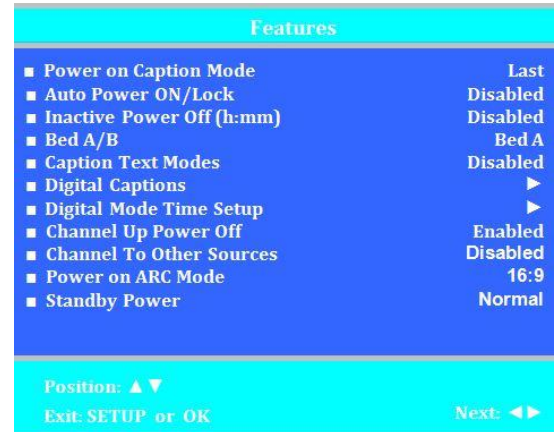 Features
■ Power on Caption Mode Last
■ Auto Power ON/Lock Disabled
■ Inactive Power Off (h:mm) Disabled
■ Bed A/B Bed A
■ Caption Text Modes Disabled
■ Digital Captions ►
■ Digital Mode Time Setup ►
■ Channel Up Power Off Enabled
■ Channel To Other Sources Disabled
■ Power on ARC Mode 16:9
■ Standby Power Normal
Position: ▲▼
Exit: SETUP or OK Next: ◄►